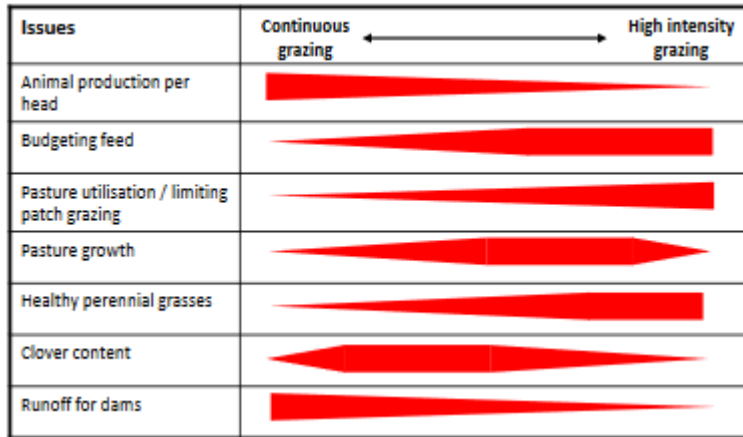 Issues
Continuous
grazing
High intensity
grazing
Animal production per
head
Budgeting feed
Pasture utilisation / limiting
patch grazing
Pasture growth
Healthy perennial grasses
Clover content
Runoff for dams